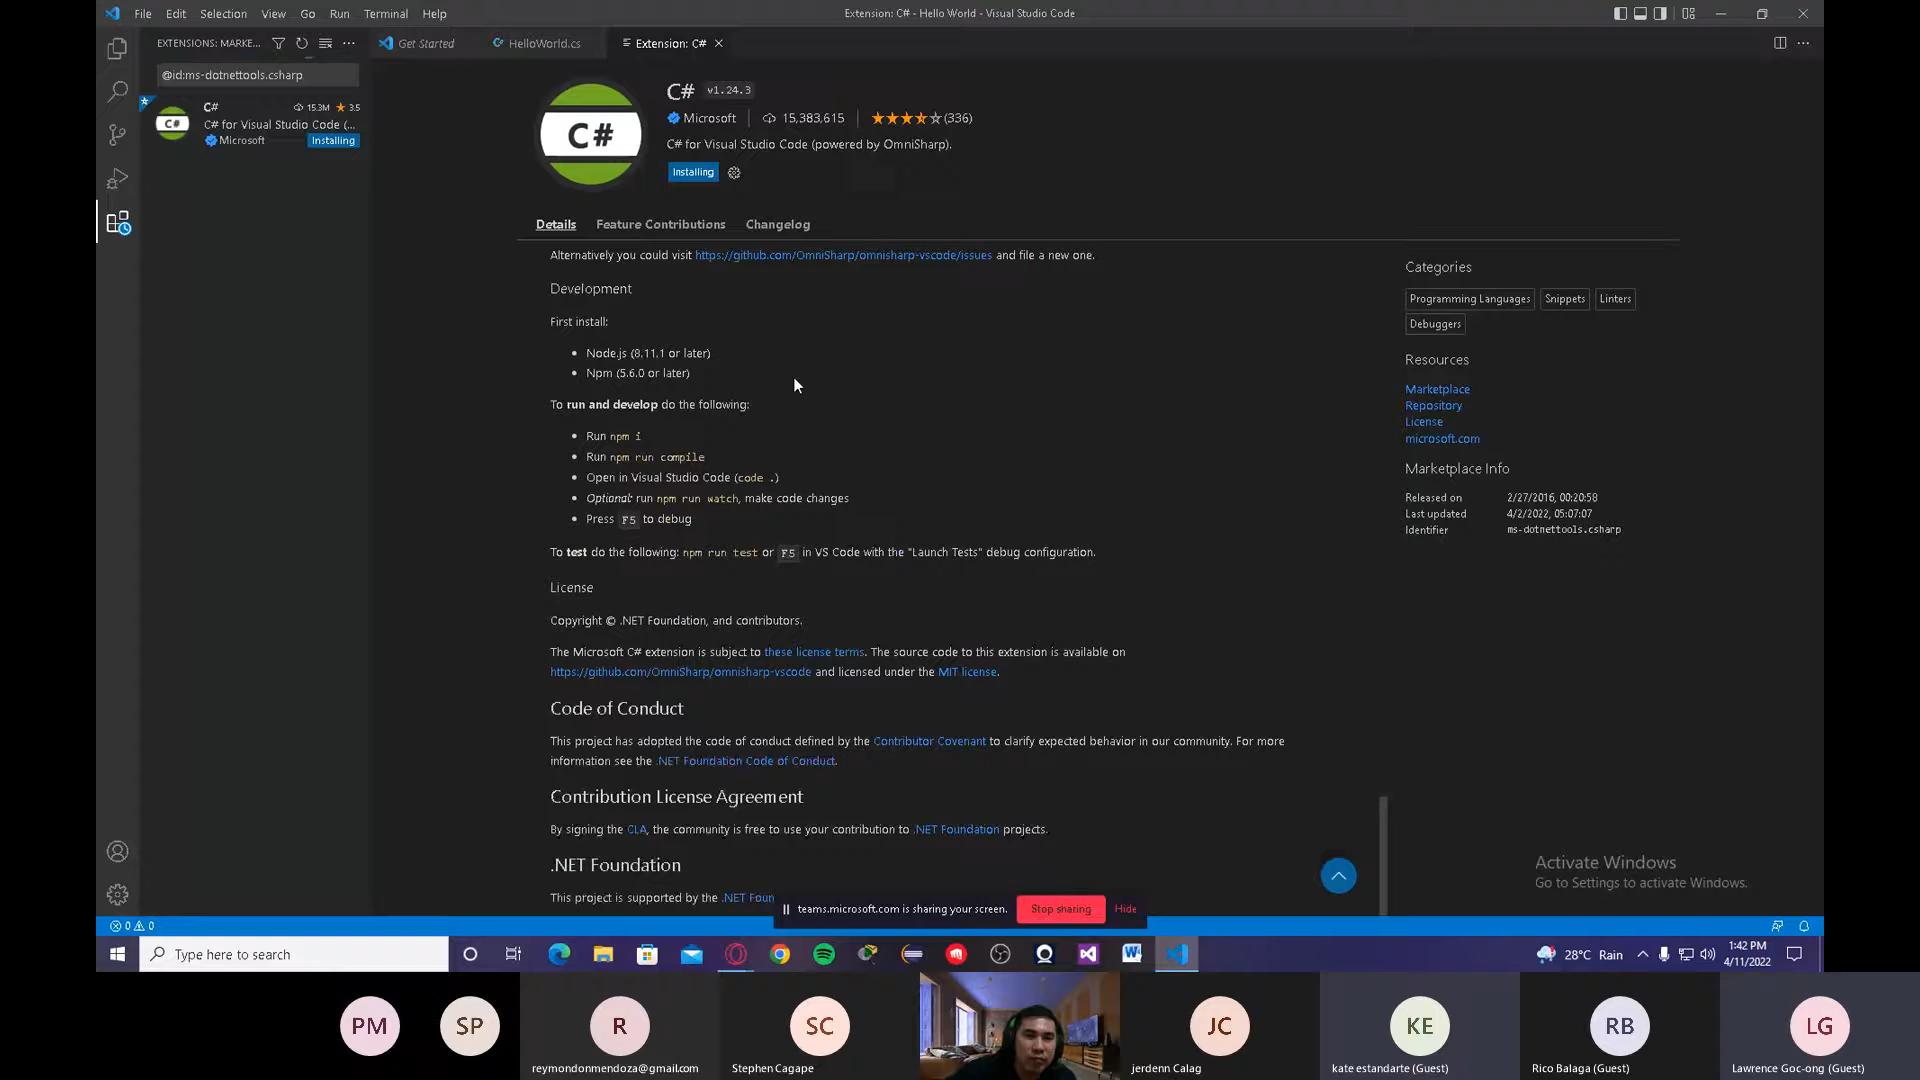 File Edit Selection View Go Run Terminal Help
Extension: C# - Hello World - Visual Studio Code
EXTENSIONS: MARKE...
Get Started
HelloWorld.cs
Extension: C#
@id:ms-dotnettools.csharp
C# 15.3M 3.5
C# for Visual Studio Code (...
Microsoft Installing
C#
C#
C# v1.24.3
Microsoft 15,383,615 (336)
C# for Visual Studio Code (powered by OmniSharp).
Installing
Details Feature Contributions Changelog
Alternatively you could visit https://github.com/OmniSharp/omnisharp-vscode/issues and file a new one.
Development
First install:
Node.js (8.11.1 or later)
Npm (5.6.0 or later)
To run and develop do the following:
Run npm i
Run npm run compile
Open in Visual Studio Code (code .)
Optional: run npm run watch, make code changes
Press F5 to debug
To test do the following: npm run test or F5 in VS Code with the "Launch Tests" debug configuration.
License
Copyright © .NET Foundation, and contributors.
The Microsoft C# extension is subject to these license terms. The source code to this extension is available on
https://github.com/OmniSharp/omnisharp-vscode and licensed under the MIT license.
Code of Conduct
This project has adopted the code of conduct defined by the Contributor Covenant to clarify expected behavior in our community. For more
information see the .NET Foundation Code of Conduct.
Contribution License Agreement
By signing the CLA, the community is free to use your contribution to .NET Foundation projects.
.NET Foundation
This project is supported by the .NET Foun
Categories
Programming Languages Snippets Linters
Debuggers
Resources
Marketplace
Repository
License
microsoft.com
Marketplace Info
Released on 2/27/2016, 00:20:58
Last updated 4/2/2022, 05:07:07
Identifier ms-dotnettools.csharp
Activate Windows
Go to Settings to activate Windows.
teams.microsoft.com is sharing your screen. Stop sharing Hide
0 0
Type here to search
28°C Rain
1:42 PM
4/11/2022
PM
SP
R
SC
JC
KE
RB
LG
reymondonmendoza@gmail.com
Stephen Cagape
jerdenn Calag
kate estandarte (Guest)
Rico Balaga (Guest)
Lawrence Goc-ong (Guest)